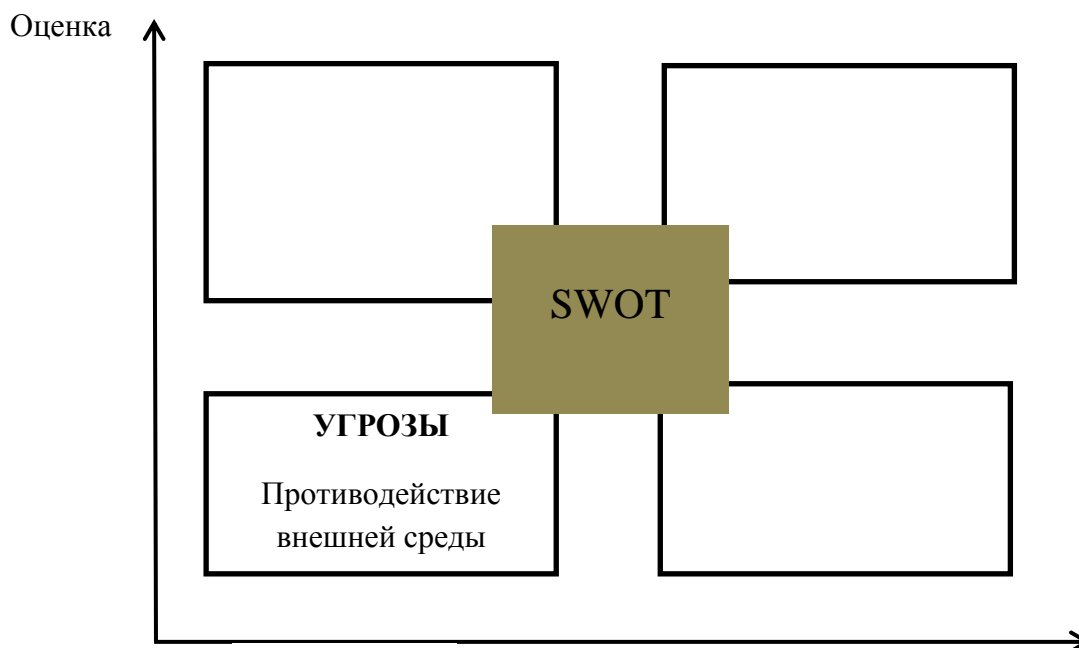 Оценка
SWOT
УГРОЗЫ
Противодействие
внешней среды